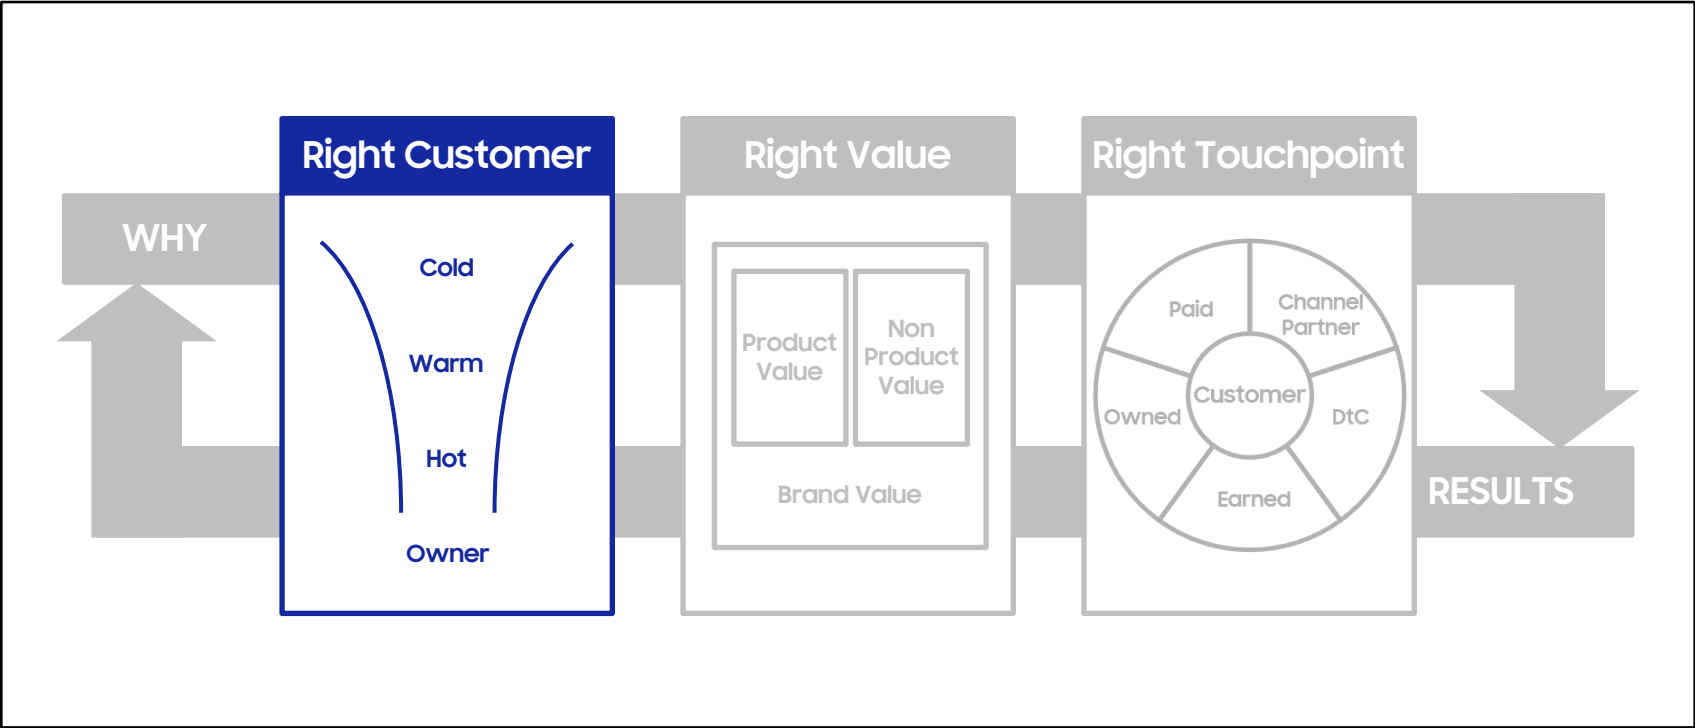 Right Customer
Right Value
Right Touchpoint
WHY
Cold
Warm
Hot
Owner
Product
Value
Non
Product
Value
Brand Value
Paid
Channel
Partner
Customer
Owned
DtC
Earned
RESULTS